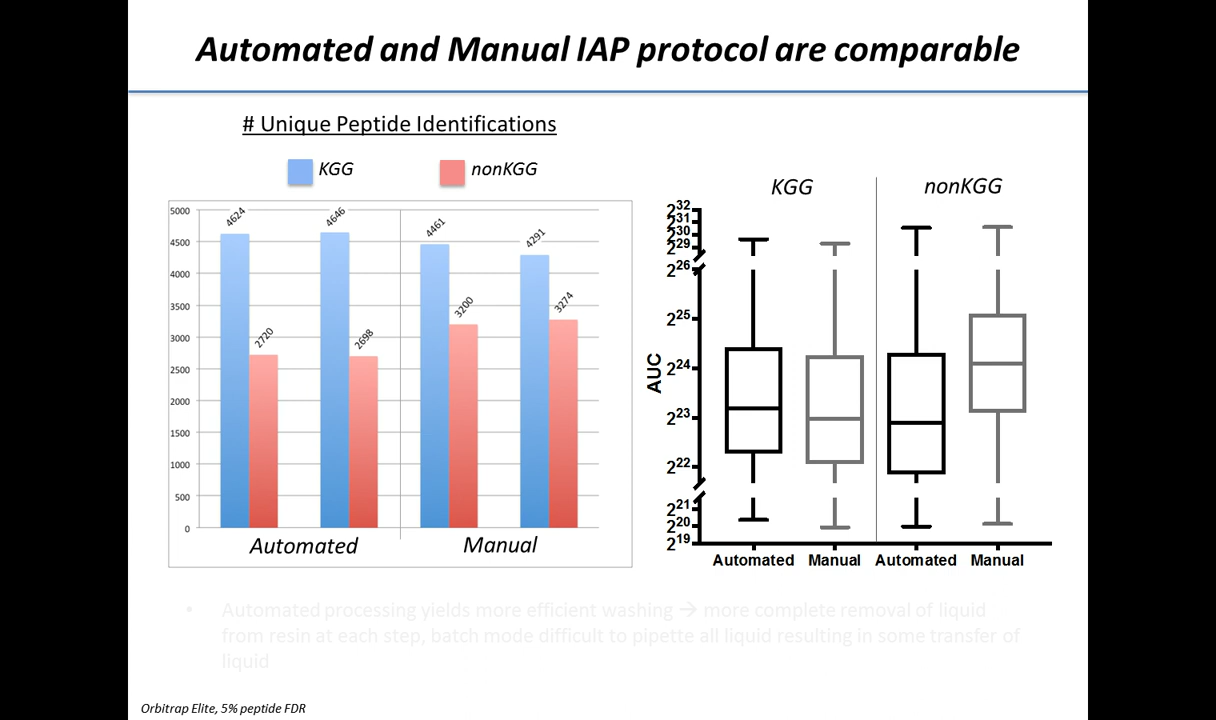 Automated and Manual IAP protocol are comparable
# Unique Peptide Identifications
KGG nonKGG
5000
4500
4000
3500
3000
2500
2000
1500
1000
500
0
4624
2720
4646
2698
4461
3200
4291
3274
Automated Manual
KGG nonKGG
AUC
2^32
2^31
2^30
2^29
2^26
2^25
2^24
2^23
2^22
2^21
2^20
2^19
Automated Manual Automated Manual
• Automated processing yields more efficient washing → more complete removal of liquid
from resin at each step, batch mode difficult to pipette all liquid resulting in some transfer of
liquid
Orbitrap Elite, 5% peptide FDR